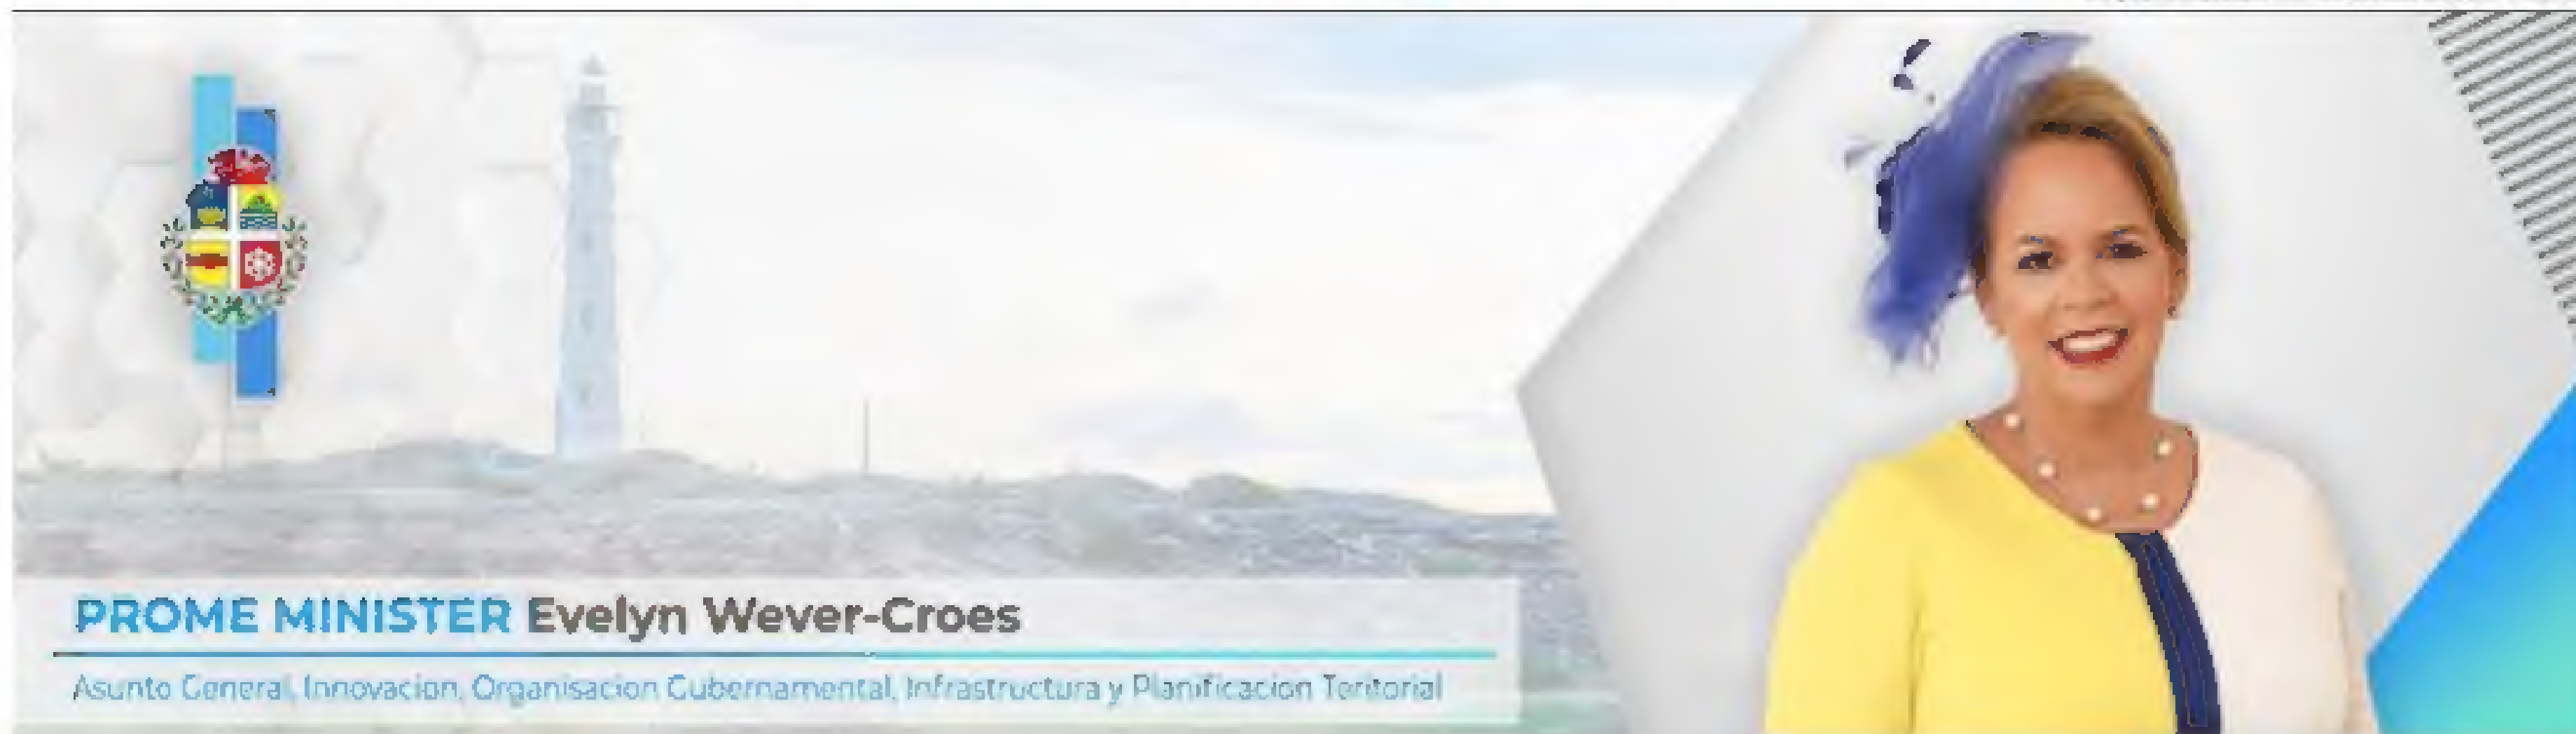 PROME MINISTER Evelyn Wever-Croes
Asunto General, Innovacion, Organisacion Gubernamental, Infrastructura y Planificacion Teritorial